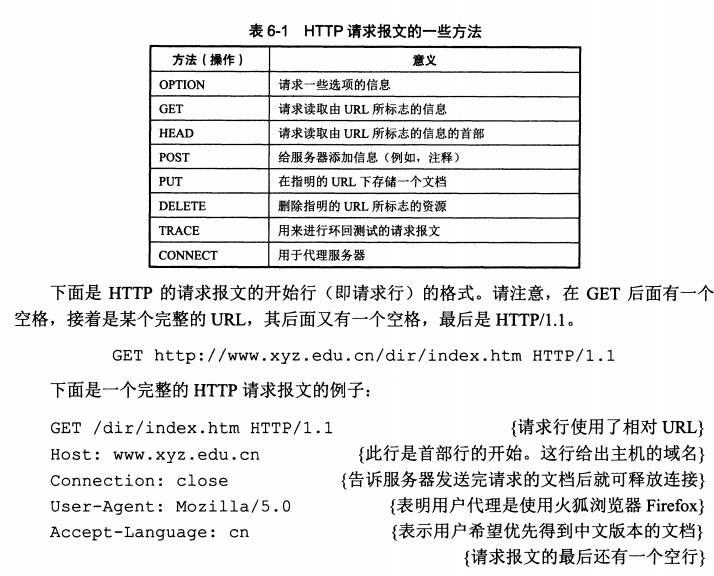 表 6-1 HTTP 请求报文的一些方法
方法（操作） 意义
OPTION 请求一些选项的信息
GET 请求读取由 URL 所标志的信息
HEAD 请求读取由 URL 所标志的信息的首部
POST 给服务器添加信息（例如，注释）
PUT 在指明的 URL 下存储一个文档
DELETE 删除指明的 URL 所标志的资源
TRACE 用来进行环回测试的请求报文
CONNECT 用于代理服务器
下面是 HTTP 的请求报文的开始行（即请求行）的格式。请注意，在 GET 后面有一个
空格，接着是某个完整的 URL，其后面又有一个空格，最后是 HTTP/1.1。
GET http://www.xyz.edu.cn/dir/index.htm HTTP/1.1
下面是一个完整的 HTTP 请求报文的例子：
GET /dir/index.htm HTTP/1.1 {请求行使用了相对 URL}
Host: www.xyz.edu.cn {此行是首部行的开始。这行给出主机的域名}
Connection: close {告诉服务器发送完请求的文档后就可释放连接}
User-Agent: Mozilla/5.0 {表明用户代理是使用火狐浏览器 Firefox}
Accept-Language: cn {表示用户希望优先得到中文版本的文档}
{请求报文的最后还有一个空行}